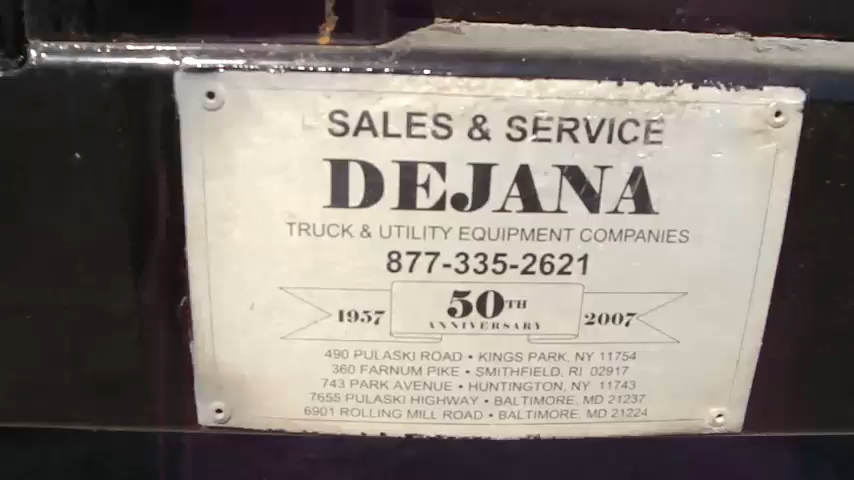 SALES & SERVICE
DEJANA
TRUCK & UTILITY EQUIPMENT COMPANIES
877-335-2621
1957 50TH 2007
ANNIVERSARY
490 PULASKI ROAD • KINGS PARK, NY 11754
360 FARNUM PIKE • SMITHFIELD, RI 02917
743 PARK AVENUE • HUNTINGTON, NY 11743
7655 PULASKI HIGHWAY • BALTIMORE, MD 21237
6901 ROLLING MILL ROAD • BALTIMORE, MD 21224